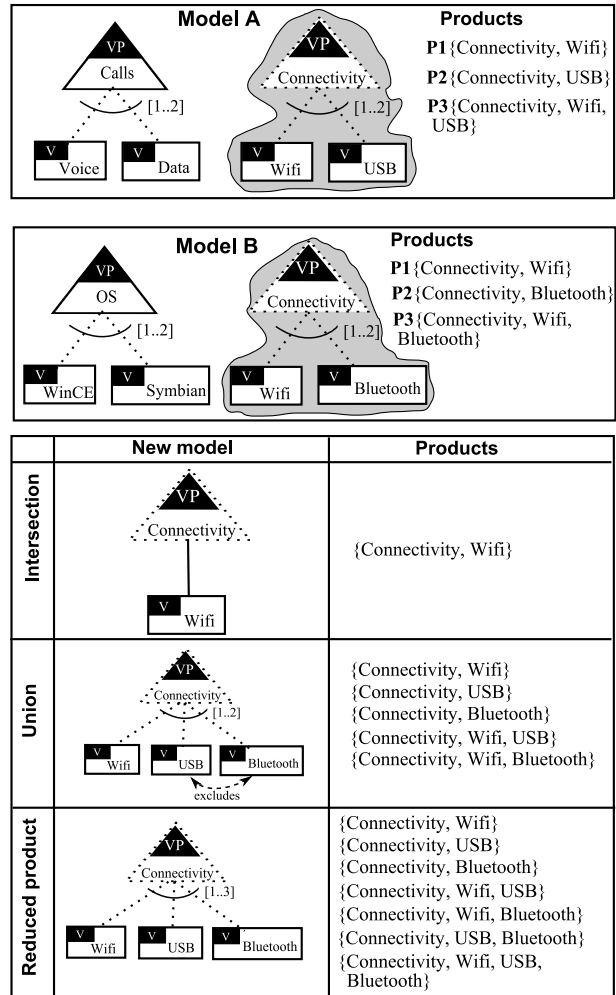 Model A
VP
Calls
[1..2]
V
Voice
V
Data
VP
Connectivity
[1..2]
V
Wifi
V
USB
Products
P1{Connectivity, Wifi}
P2{Connectivity, USB}
P3{Connectivity, Wifi,
USB}
Model B
VP
OS
[1..2]
V
WinCE
V
Symbian
VP
Connectivity
[1..2]
V
Wifi
V
Bluetooth
Products
P1{Connectivity, Wifi}
P2{Connectivity, Bluetooth}
P3{Connectivity, Wifi,
Bluetooth}
New model
Products
Intersection
VP
Connectivity
V
Wifi
{Connectivity, Wifi}
Union
VP
Connectivity
[1..2]
V
Wifi
V
USB
V
Bluetooth
excludes
{Connectivity, Wifi}
{Connectivity, USB}
{Connectivity, Bluetooth}
{Connectivity, Wifi, USB}
{Connectivity, Wifi, Bluetooth}
Reduced product
VP
Connectivity
[1..3]
V
Wifi
V
USB
V
Bluetooth
{Connectivity, Wifi}
{Connectivity, USB}
{Connectivity, Bluetooth}
{Connectivity, Wifi, USB}
{Connectivity, Wifi, Bluetooth}
{Connectivity, USB, Bluetooth}
{Connectivity, Wifi, USB,
Bluetooth}